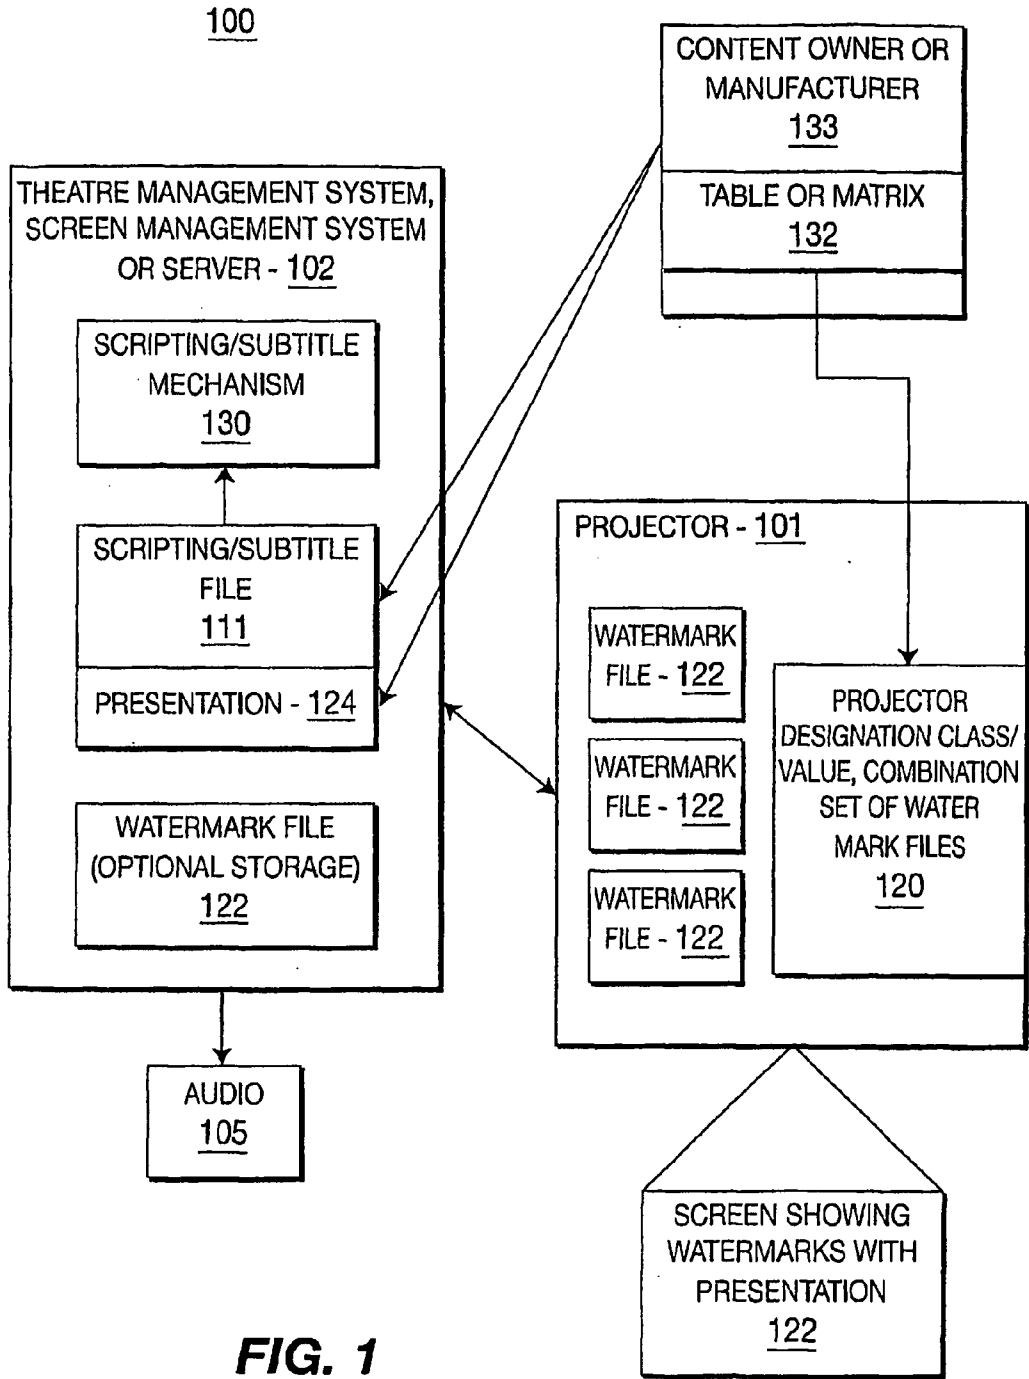 100
CONTENT OWNER OR
MANUFACTURER
133
TABLE OR MATRIX
132
THEATRE MANAGEMENT SYSTEM,
SCREEN MANAGEMENT SYSTEM
OR SERVER - 102
SCRIPTING/SUBTITLE
MECHANISM
130
SCRIPTING/SUBTITLE
FILE
111
PRESENTATION - 124
WATERMARK FILE
(OPTIONAL STORAGE)
122
AUDIO
105
PROJECTOR - 101
WATERMARK
FILE - 122
WATERMARK
FILE - 122
WATERMARK
FILE - 122
PROJECTOR
DESIGNATION CLASS/
VALUE, COMBINATION
SET OF WATER
MARK FILES
120
SCREEN SHOWING
WATERMARKS WITH
PRESENTATION
122
FIG. 1